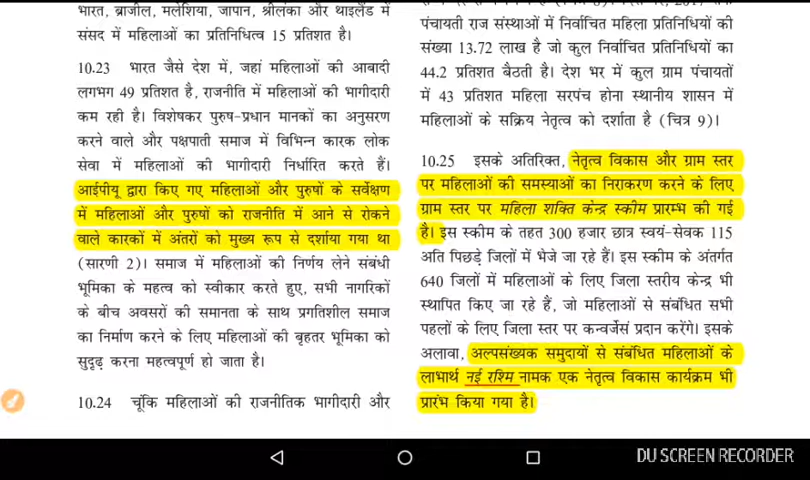 भारत, ब्राजील, मलेशिया, जापान, श्रीलंका और थाइलैंड में
संसद में महिलाओं का प्रतिनिधित्व 15 प्रतिशत है।
10.23 भारत जैसे देश में, जहां महिलाओं की आबादी
लगभग 49 प्रतिशत है, राजनीति में महिलाओं की भागीदारी
कम रही है। विशेषकर पुरुष-प्रधान मानकों का अनुसरण
करने वाले और पक्षपाती समाज में विभिन्न कारक लोक
सेवा में महिलाओं की भागीदारी निर्धारित करते हैं।
आईपीयू द्वारा किए गए महिलाओं और पुरुषों के सर्वेक्षण
में महिलाओं और पुरुषों को राजनीति में आने से रोकने
वाले कारकों में अंतरों को मुख्य रूप से दर्शाया गया था
(सारणी 2)। समाज में महिलाओं की निर्णय लेने संबंधी
भूमिका के महत्व को स्वीकार करते हुए, सभी नागरिकों
के बीच अवसरों की समानता के साथ प्रगतिशील समाज
का निर्माण करने के लिए महिलाओं की बृहतर भूमिका को
सुदृढ़ करना महत्वपूर्ण हो जाता है।
10.24 चूंकि महिलाओं की राजनीतिक भागीदारी और
पंचायती राज संस्थाओं में निर्वाचित महिला प्रतिनिधियों की
संख्या 13.72 लाख है जो कुल निर्वाचित प्रतिनिधियों का
44.2 प्रतिशत बैठती है। देश भर में कुल ग्राम पंचायतों
में 43 प्रतिशत महिला सरपंच होना स्थानीय शासन में
महिलाओं के सक्रिय नेतृत्व को दर्शाता है (चित्र 9)।
10.25 इसके अतिरिक्त, नेतृत्व विकास और ग्राम स्तर
पर महिलाओं की समस्याओं का निराकरण करने के लिए
ग्राम स्तर पर महिला शक्ति केन्द्र स्कीम प्रारम्भ की गई
है। इस स्कीम के तहत 300 हजार छात्र स्वयं-सेवक 115
अति पिछड़े जिलों में भेजे जा रहे हैं। इस स्कीम के अंतर्गत
640 जिलों में महिलाओं के लिए जिला स्तरीय केन्द्र भी
स्थापित किए जा रहे हैं, जो महिलाओं से संबंधित सभी
पहलों के लिए जिला स्तर पर कन्वर्जेंस प्रदान करेंगे। इसके
अलावा, अल्पसंख्यक समुदायों से संबंधित महिलाओं के
लाभार्थ नई रश्मि नामक एक नेतृत्व विकास कार्यक्रम भी
प्रारंभ किया गया है।
DU SCREEN RECORDER